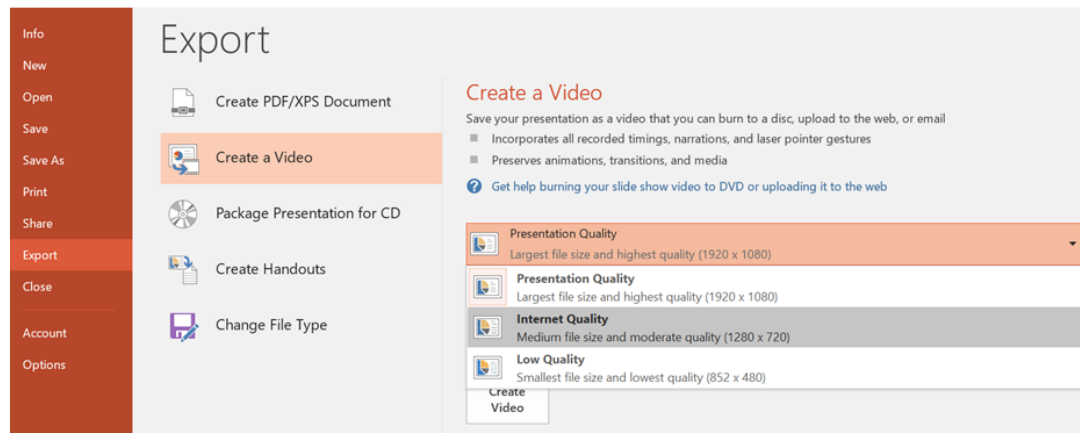 Info
New
Open
Save
Save As
Print
Share
Export
Close
Account
Options
Export
Create PDF/XPS Document
Create a Video
Package Presentation for CD
Create Handouts
Change File Type
Create a Video
Save your presentation as a video that you can burn to a disc, upload to the web, or email
Incorporates all recorded timings, narrations, and laser pointer gestures
Preserves animations, transitions, and media
Get help burning your slide show video to DVD or uploading it to the web
Presentation Quality
Largest file size and highest quality (1920 x 1080)
Presentation Quality
Largest file size and highest quality (1920 x 1080)
Internet Quality
Medium file size and moderate quality (1280 x 720)
Low Quality
Smallest file size and lowest quality (852 x 480)
Create
Video